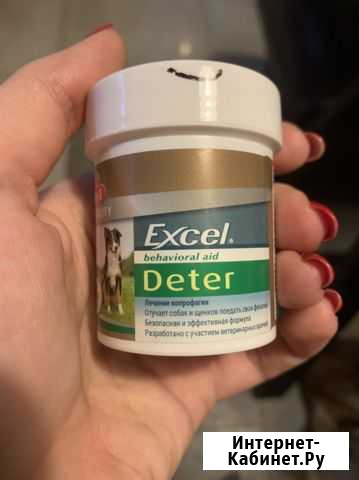 Excel®
behavioral aid
Deter
Лечение копрофагии
Отучает собак и щенков поедать свои фекалии
Безопасная и эффективная формула
Разработано с участием ветеринарных врачей
Интернет-
Кабинет.Ру